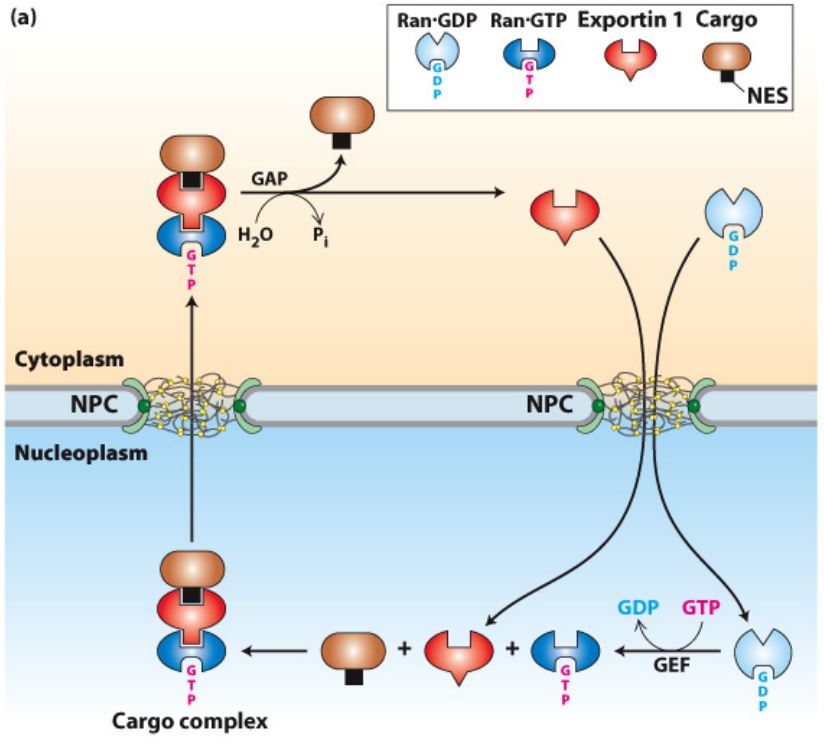 (a)
Ran·GDP Ran·GTP Exportin 1 Cargo
G
D
P
G
T
P
NES
GAP
H₂O
Pᵢ
G
T
P
G
D
P
Cytoplasm
NPC
NPC
Nucleoplasm
GDP
GTP
+
+
GEF
G
T
P
G
T
P
G
D
P
Cargo complex